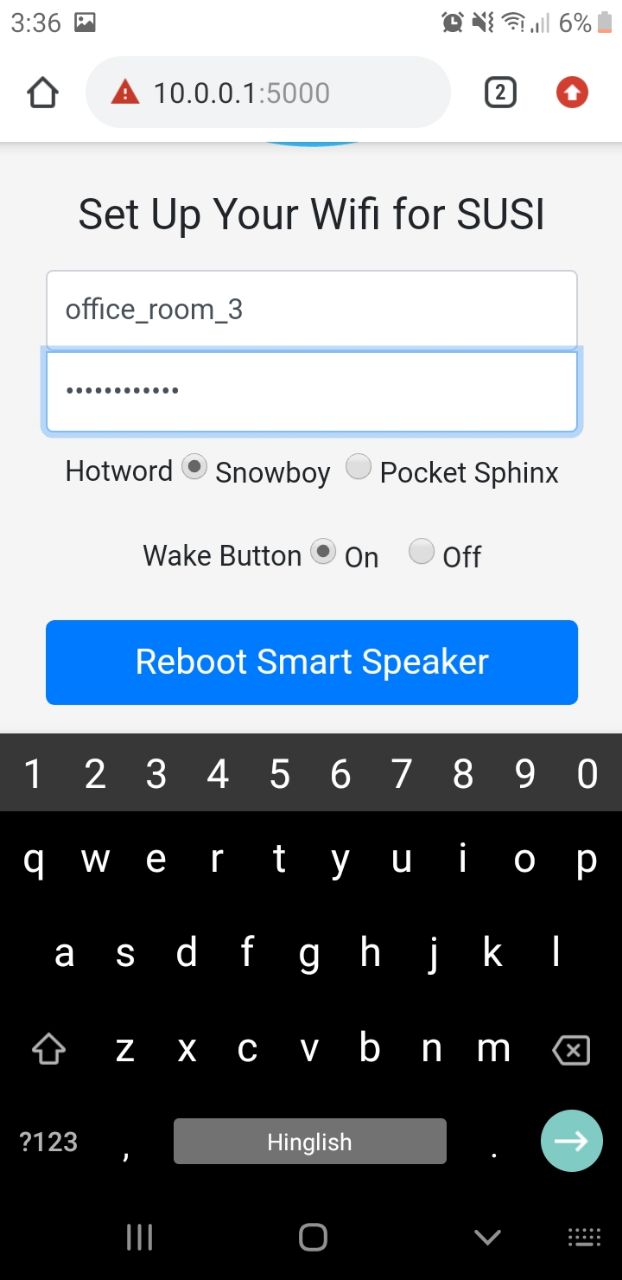 3:36 6%
10.0.0.1:5000 2
Set Up Your Wifi for SUSI
office_room_3
••••••••••••
Hotword Snowboy Pocket Sphinx
Wake Button On Off
Reboot Smart Speaker
1 2 3 4 5 6 7 8 9 0
q w e r t y u i o p
a s d f g h j k l
z x c v b n m
?123 , Hinglish .